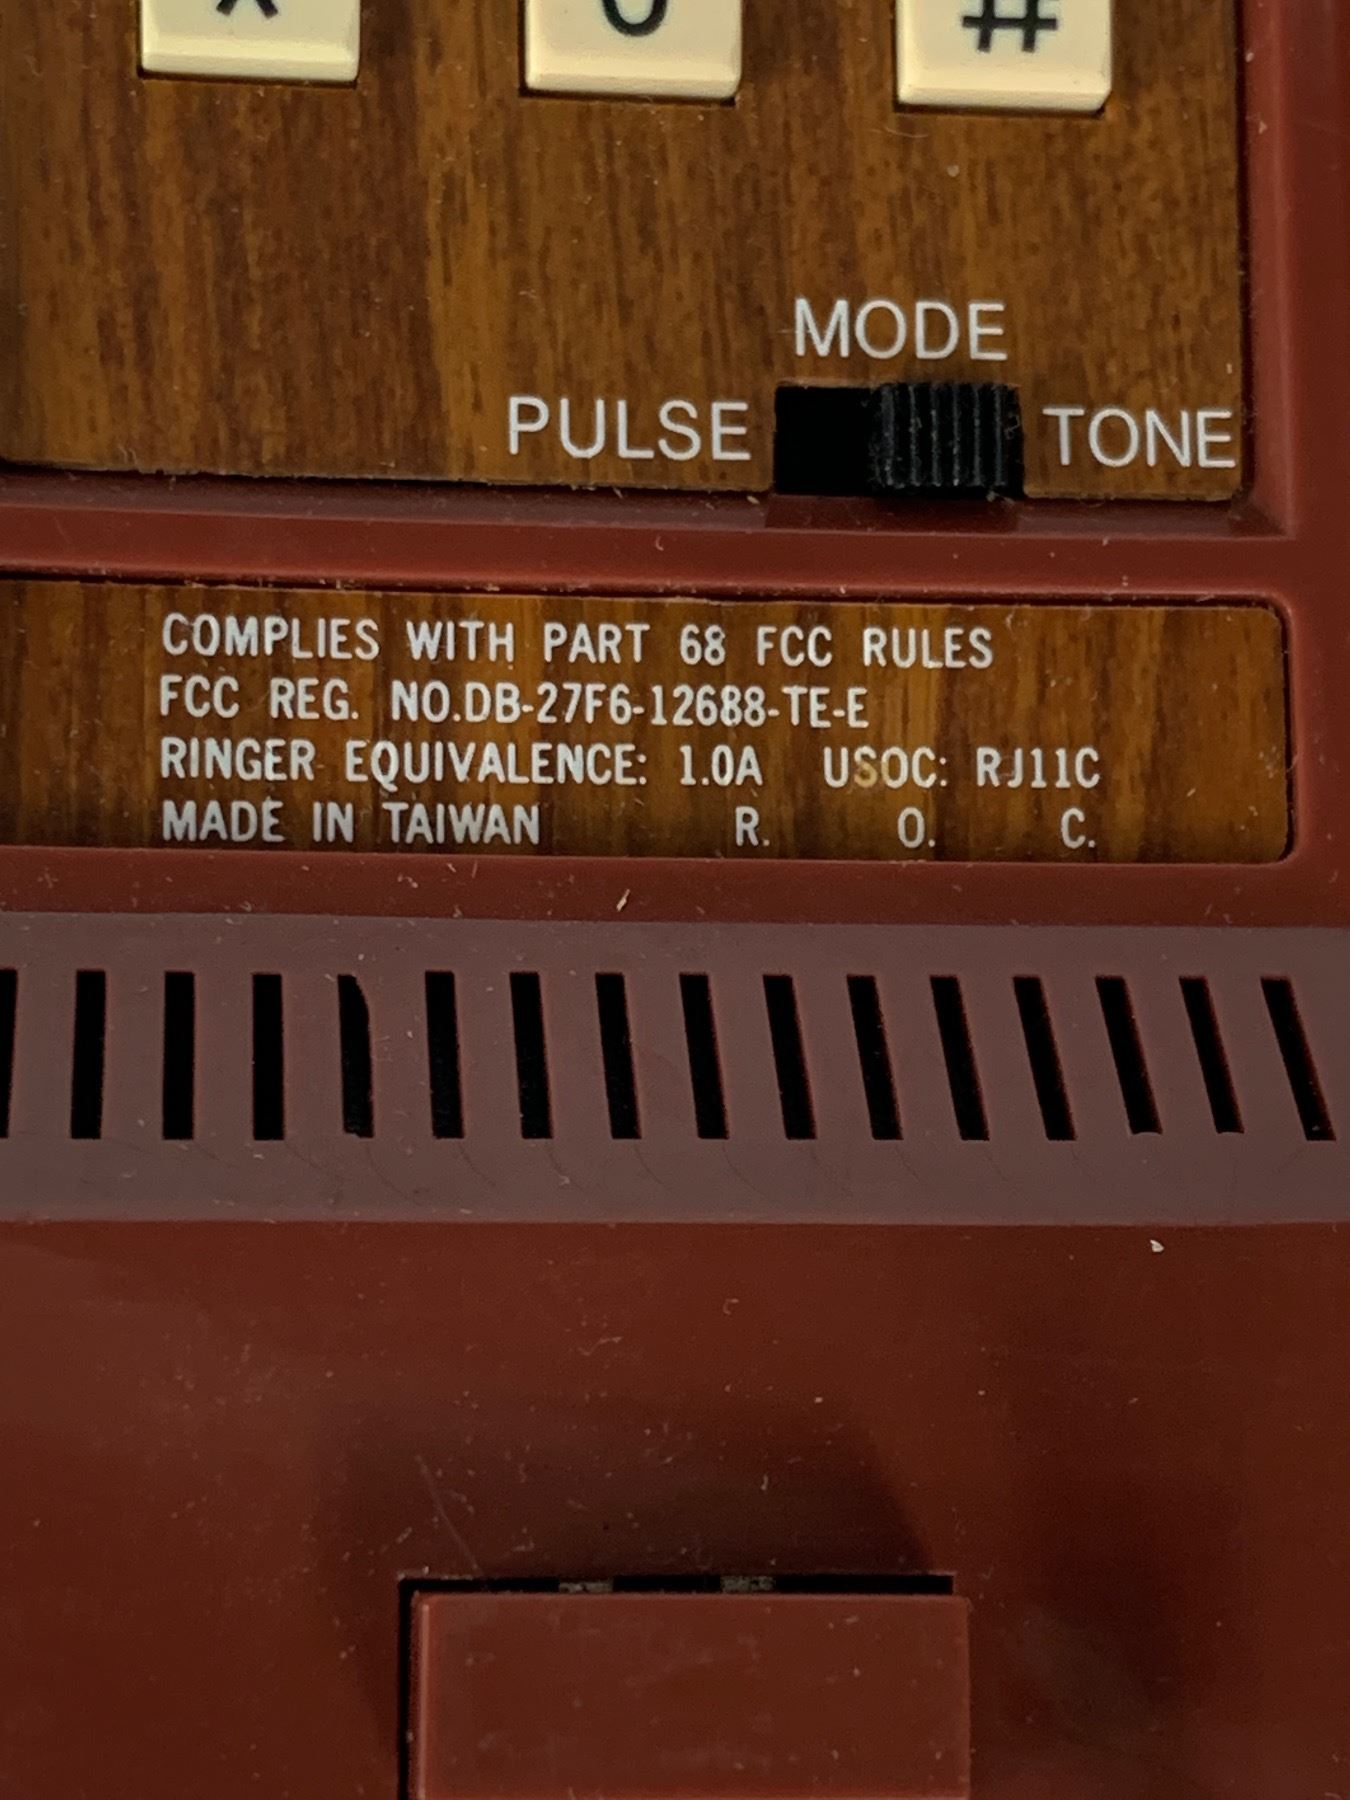 * 0 #
MODE
PULSE TONE
COMPLIES WITH PART 68 FCC RULES
FCC REG. NO.DB-27F6-12688-TE-E
RINGER EQUIVALENCE: 1.0A USOC: RJ11C
MADE IN TAIWAN R. O. C.